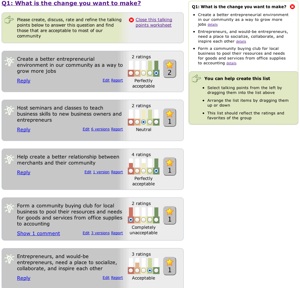 Q1: What is the change you want to make?
Please create, discuss, rate and refine the talking
points below to answer this question and find
those that are acceptable to most of our
community
Close this talking
points worksheet
Create a better entrepreneurial
environment in our community as a way to
grow more jobs
Reply
Edit Report
2 ratings
Perfectly
acceptable
2
Host seminars and classes to teach
business skills to new business owners and
entrepreneurs
Reply
Edit 6 versions Report
2 ratings
Neutral
1
Help create a better relationship between
merchants and their community
Reply
Edit 1 version Report
4 ratings
Perfectly
acceptable
1
Form a community buying club for local
business to pool their resources and needs
for goods and services from office supplies
to accounting
Show 1 comment
Edit 3 versions Report
2 ratings
Completely
unacceptable
1
Entrepreneurs, and would-be
entrepreneurs, need a place to socialize,
collaborate, and inspire each other
Reply
Edit Report
3 ratings
Acceptable
1
Q1: What is the change you want to make?
Create a better entrepreneurial environment
in our community as a way to grow more
jobs
Entrepreneurs, and would-be entrepreneurs,
need a place to socialize, collaborate, and
inspire each other
Form a community buying club for local
business to pool their resources and needs for
goods and services from office supplies to
accounting
You can help create this list
Select talking points from the left by
dragging them into the list above
Arrange the list items by dragging them
up or down
This list should reflect the ratings and
favorites of the group